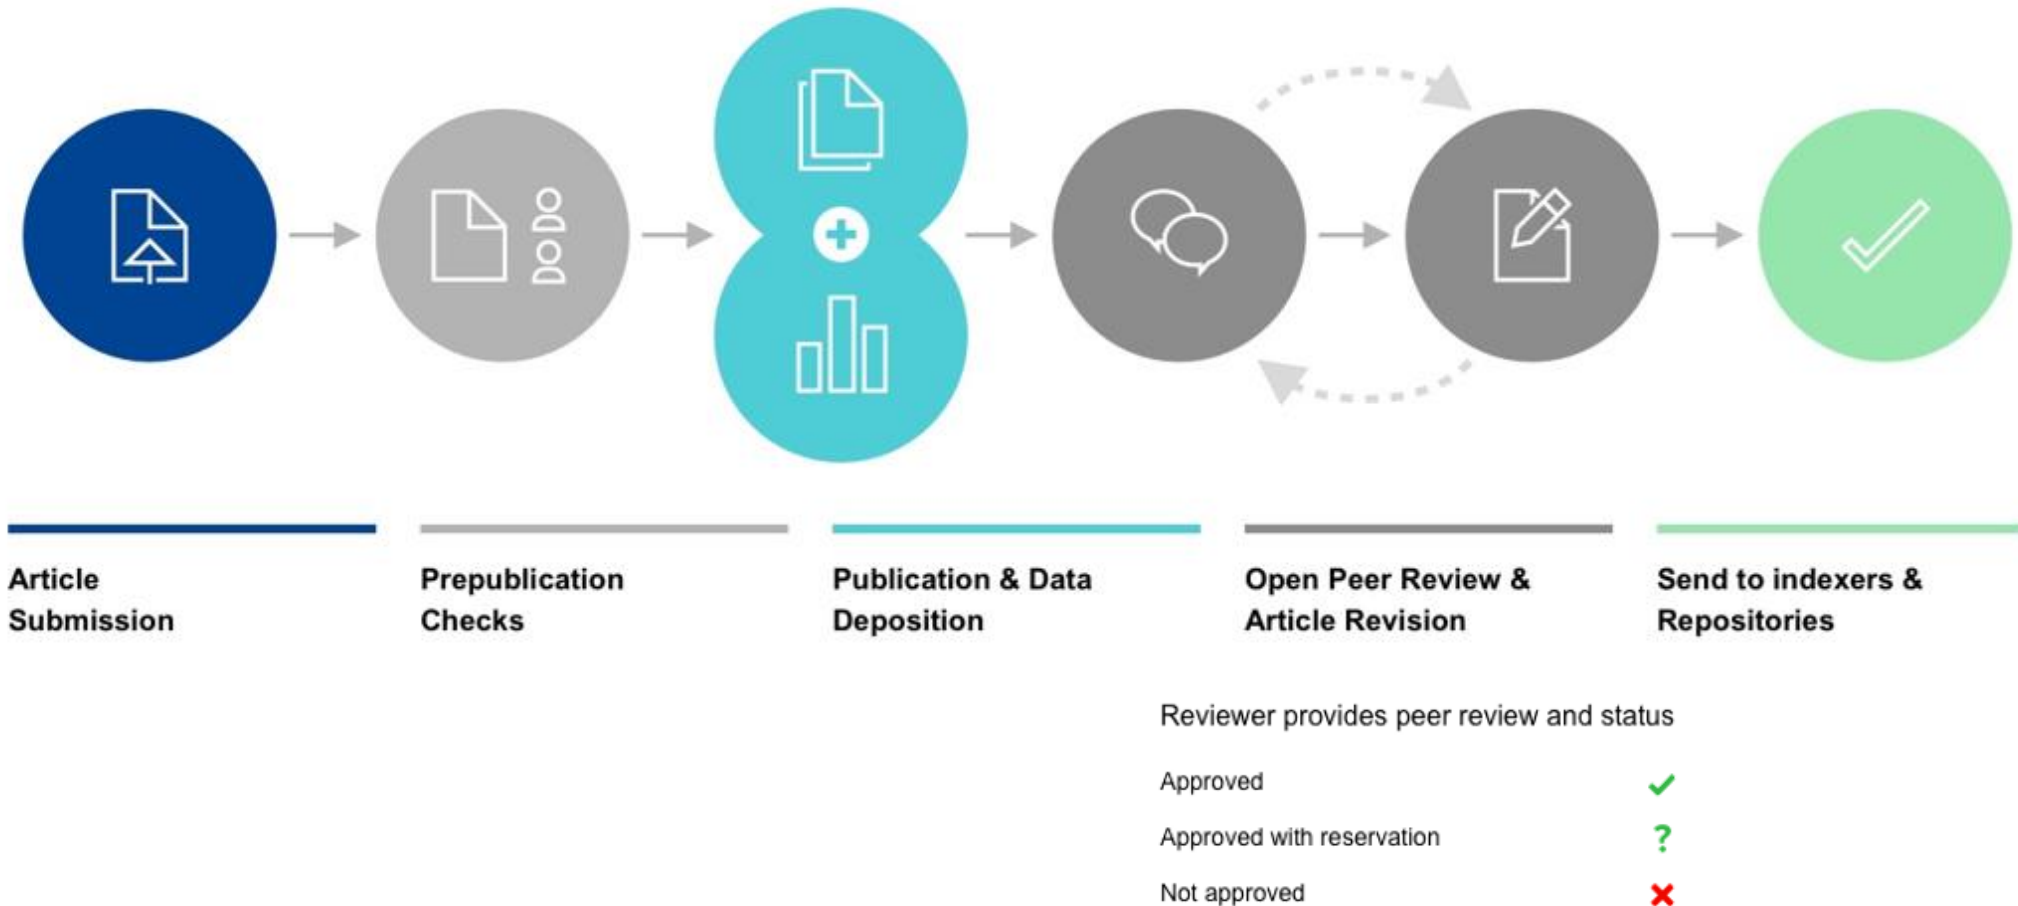 Article
Submission
Prepublication
Checks
Publication & Data
Deposition
Open Peer Review &
Article Revision
Send to indexers &
Repositories
Reviewer provides peer review and status
Approved
Approved with reservation
?
Not approved